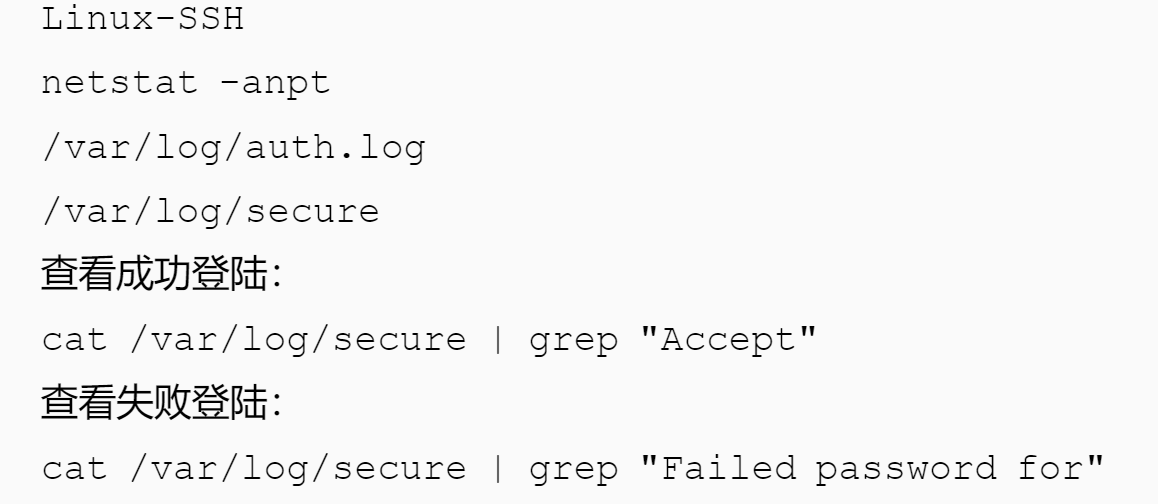 Linux-SSH
netstat -anpt
/var/log/auth.log
/var/log/secure
查看成功登陆：
cat /var/log/secure | grep "Accept"
查看失败登陆：
cat /var/log/secure | grep "Failed password for"